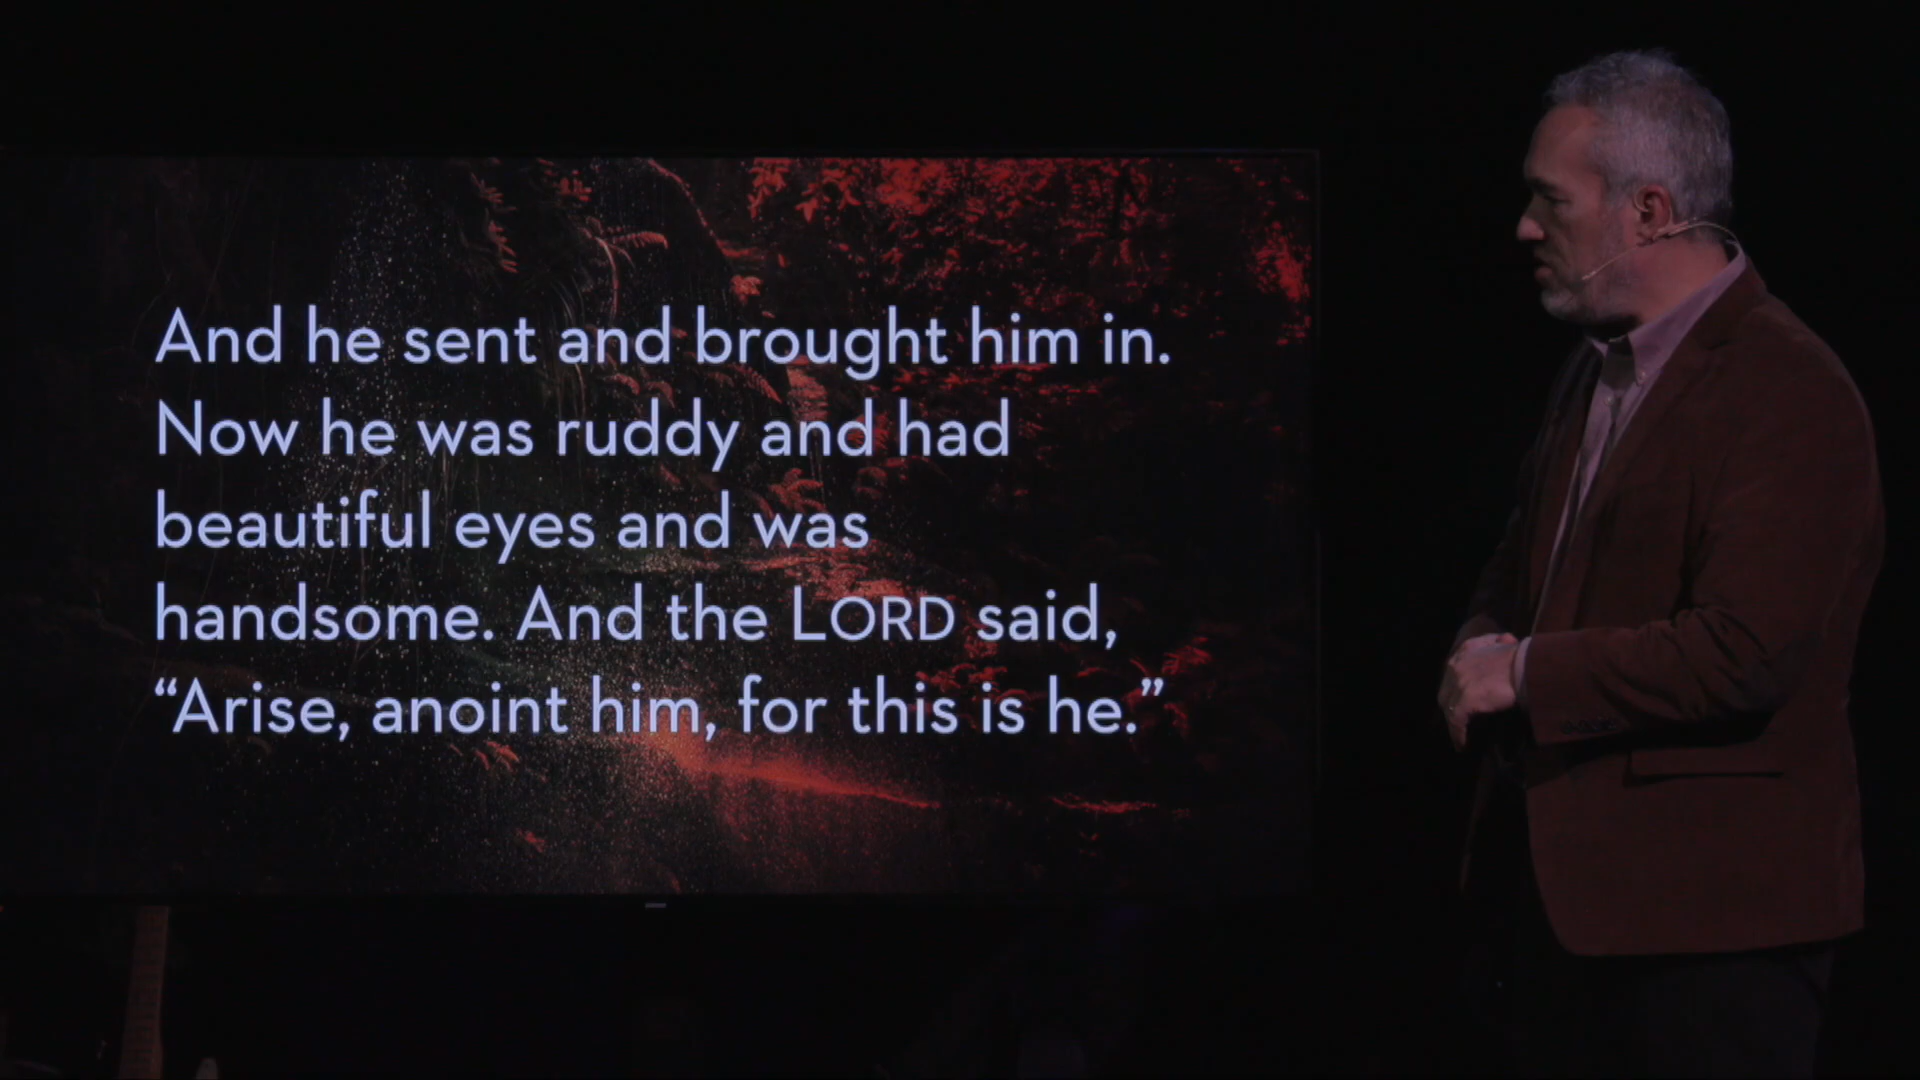 And he sent and brought him in.
Now he was ruddy and had
beautiful eyes and was
handsome. And the LORD said,
“Arise, anoint him, for this is he.”